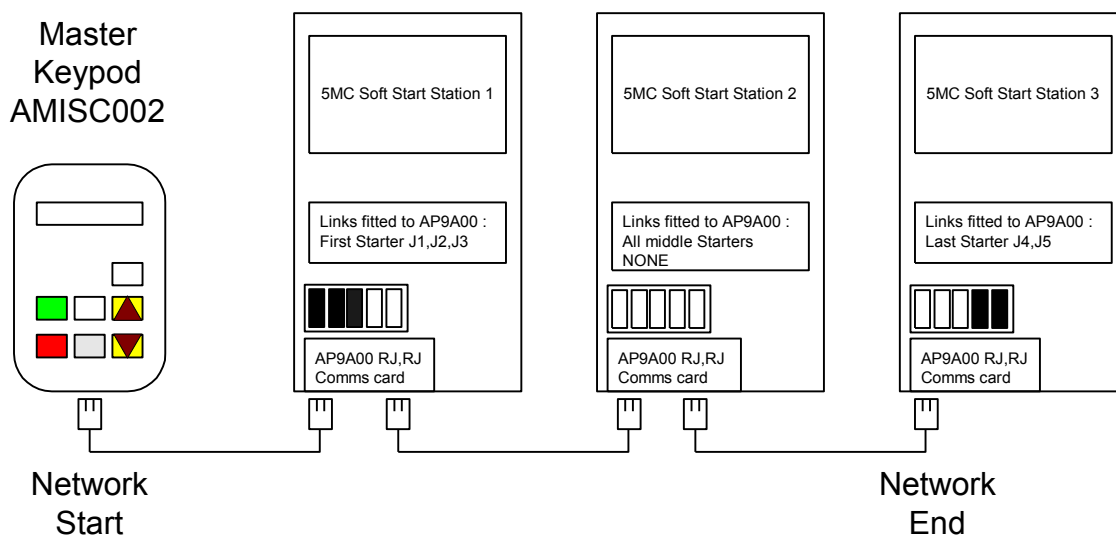 Master
Keypod
AMISC002
5MC Soft Start Station 1
Links fitted to AP9A00 :
First Starter J1,J2,J3
AP9A00 RJ,RJ
Comms card
5MC Soft Start Station 2
Links fitted to AP9A00 :
All middle Starters
NONE
AP9A00 RJ,RJ
Comms card
5MC Soft Start Station 3
Links fitted to AP9A00 :
Last Starter J4,J5
AP9A00 RJ,RJ
Comms card
Network
Start
Network
End